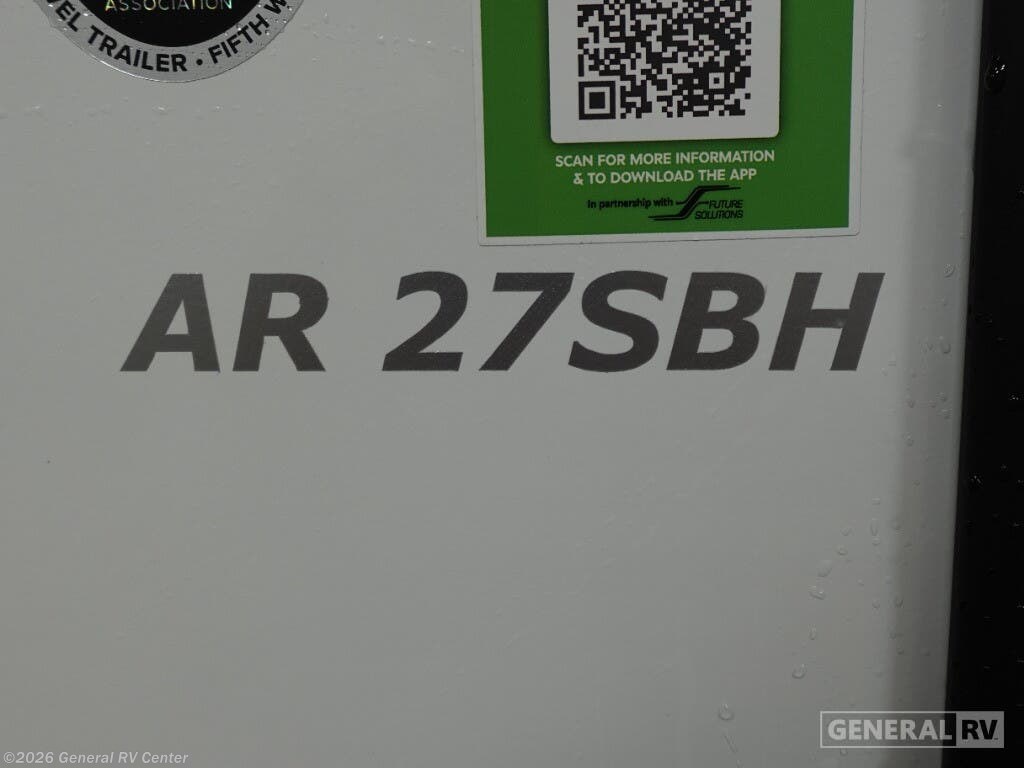 ASSOCIATION
TRAILER • FIFTH
SCAN FOR MORE INFORMATION
& TO DOWNLOAD THE APP
In partnership with FUTURE
SOLUTIONS
AR 27SBH
GENERAL RV
©2026 General RV Center